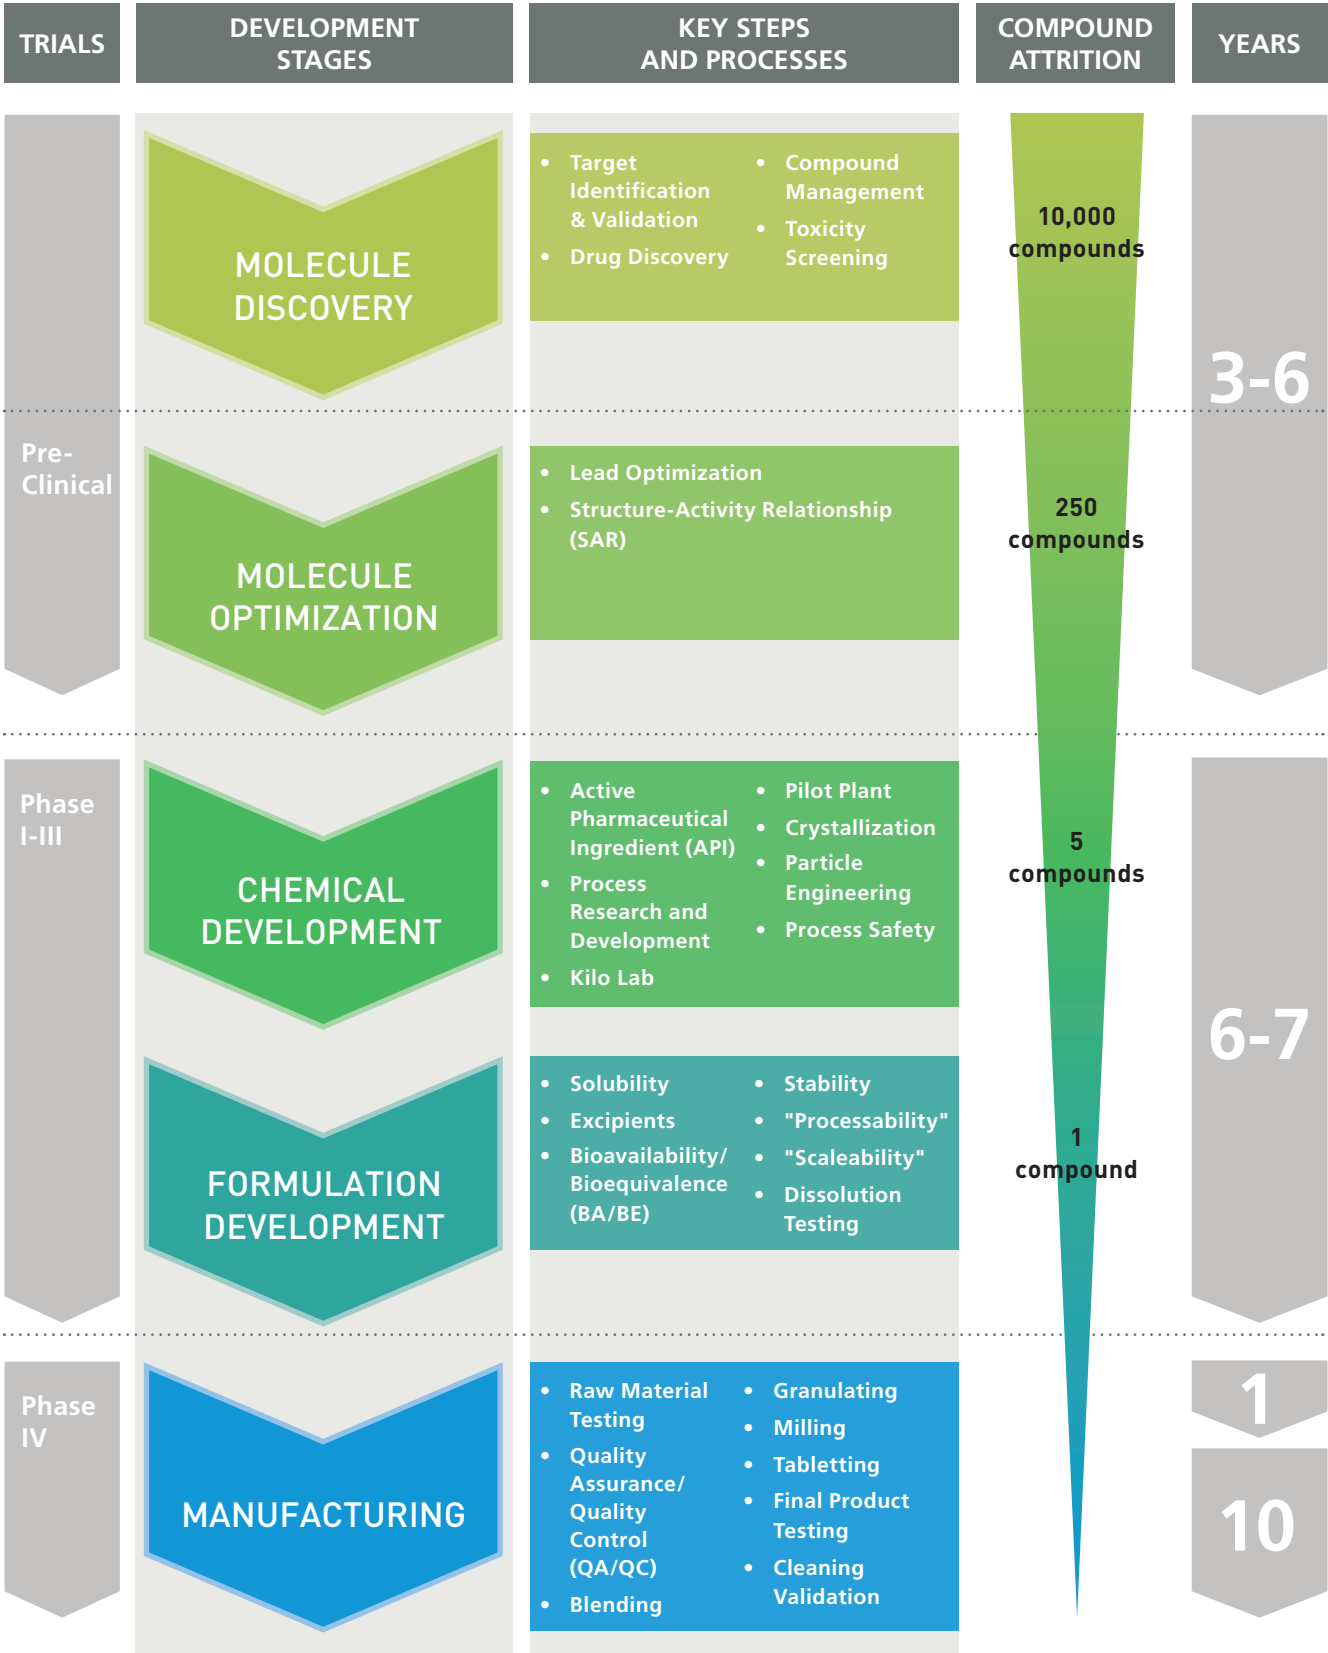 TRIALS
DEVELOPMENT
STAGES
KEY STEPS
AND PROCESSES
COMPOUND
ATTRITION
YEARS
Pre-
Clinical
MOLECULE
DISCOVERY
• Target
Identification
& Validation
• Drug Discovery
• Compound
Management
• Toxicity
Screening
10,000
compounds
3-6
MOLECULE
OPTIMIZATION
• Lead Optimization
• Structure-Activity Relationship
(SAR)
250
compounds
Phase
I-III
CHEMICAL
DEVELOPMENT
• Active
Pharmaceutical
Ingredient (API)
• Process
Research and
Development
• Kilo Lab
• Pilot Plant
• Crystallization
• Particle
Engineering
• Process Safety
5
compounds
6-7
FORMULATION
DEVELOPMENT
• Solubility
• Excipients
• Bioavailability/
Bioequivalence
(BA/BE)
• Stability
• "Processability"
• "Scaleability"
• Dissolution
Testing
1
compound
Phase
IV
MANUFACTURING
• Raw Material
Testing
• Quality
Assurance/
Quality
Control
(QA/QC)
• Blending
• Granulating
• Milling
• Tabletting
• Final Product
Testing
• Cleaning
Validation
1
10